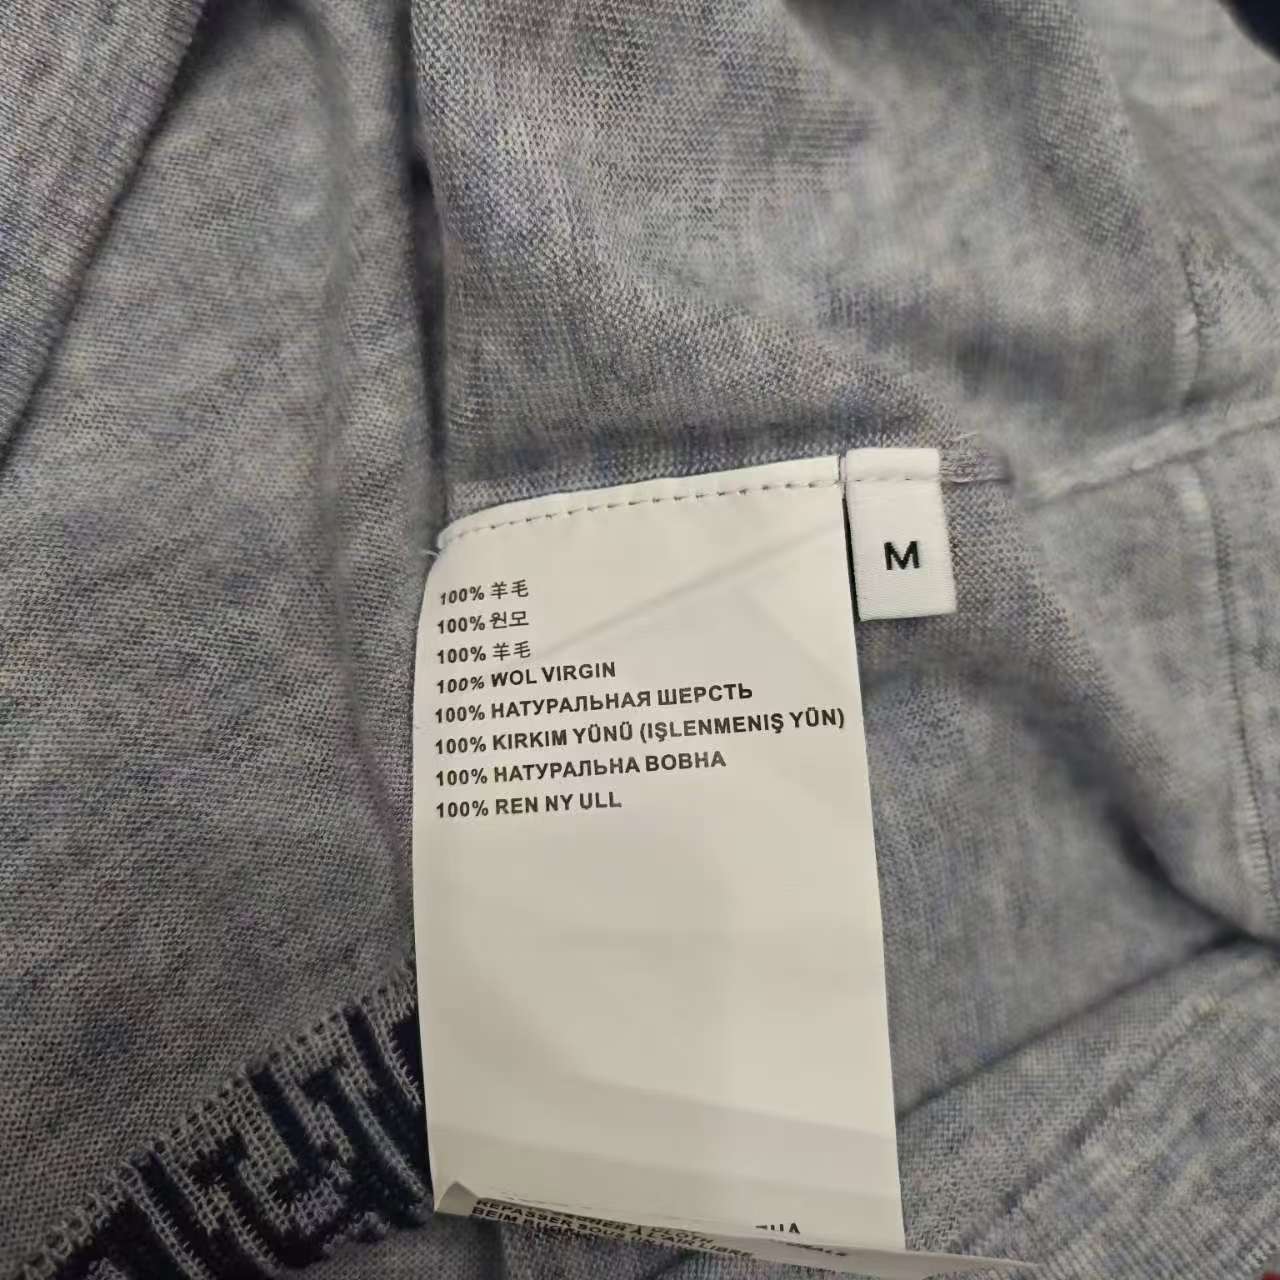 100% 羊毛
100% 원모
100% 羊毛
100% WOL VIRGIN
100% НАТУРАЛЬНАЯ ШЕРСТЬ
100% KIRKIM YÜNÜ (IŞLENMENIŞ YÜN)
100% НАТУРАЛЬНА ВОВНА
100% REN NY ULL
M